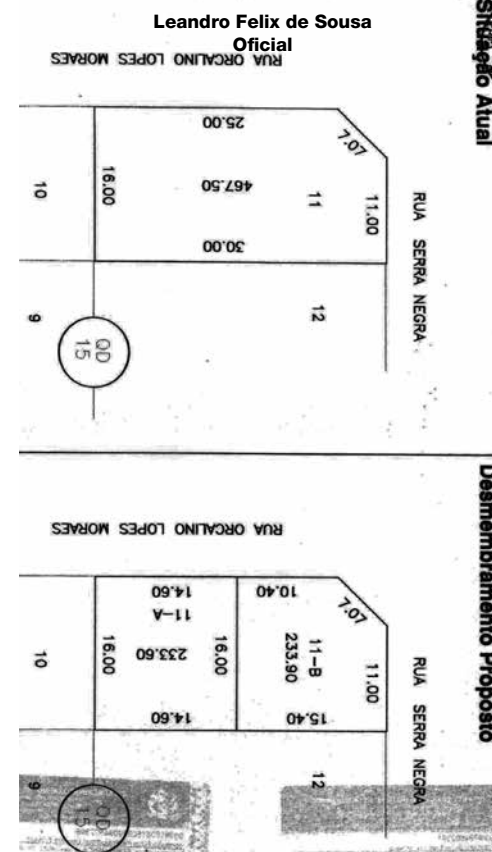 Leandro Felix de Sousa
Oficial
Situação Atual
RUA ORCALINO LOPES MORAES
25.00
7.07
10
16.00
467.50
11
11.00
RUA SERRA NEGRA
30.00
9
QD
15
12
Desmembramento Proposto
RUA ORCALINO LOPES MORAES
14.60
10.40
7.07
11-A
10
16.00
233.60
16.00
11-B
233.90
11.00
RUA SERRA NEGRA
14.60
15.40
9
QD
15
12